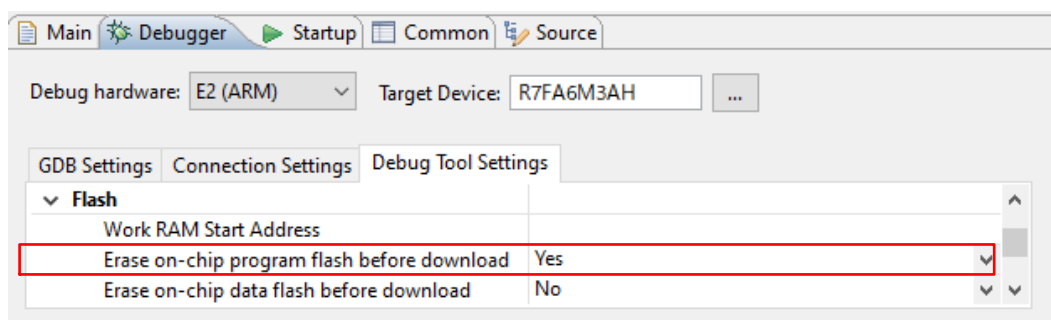 Main Debugger Startup Common Source
Debug hardware: E2 (ARM) Target Device: R7FA6M3AH ...
GDB Settings Connection Settings Debug Tool Settings
Flash
Work RAM Start Address
Erase on-chip program flash before download Yes
Erase on-chip data flash before download No